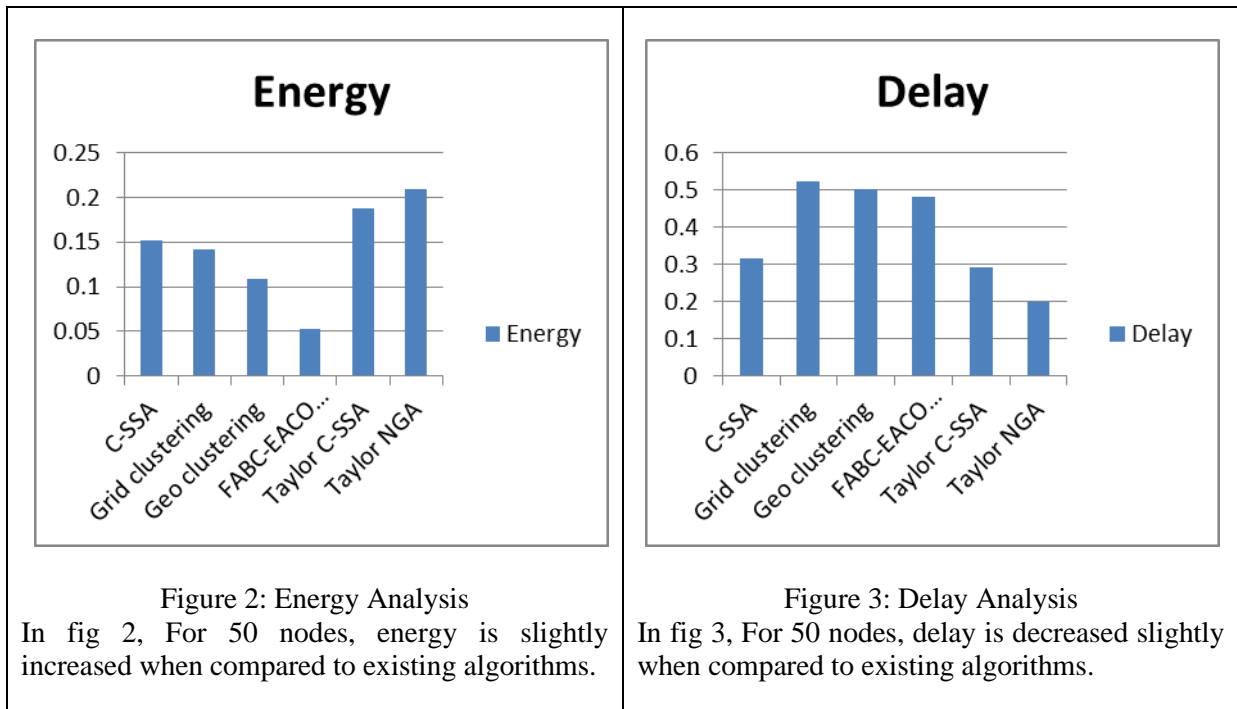 Energy
0.25
0.2
0.15
0.1
0.05
0
C-SSA
Grid clustering
Geo clustering
FABC-EACO...
Taylor C-SSA
Taylor NGA
Energy
Figure 2: Energy Analysis
In fig 2, For 50 nodes, energy is slightly
increased when compared to existing algorithms.
Delay
0.6
0.5
0.4
0.3
0.2
0.1
0
C-SSA
Grid clustering
Geo clustering
FABC-EACO...
Taylor C-SSA
Taylor NGA
Delay
Figure 3: Delay Analysis
In fig 3, For 50 nodes, delay is decreased slightly
when compared to existing algorithms.